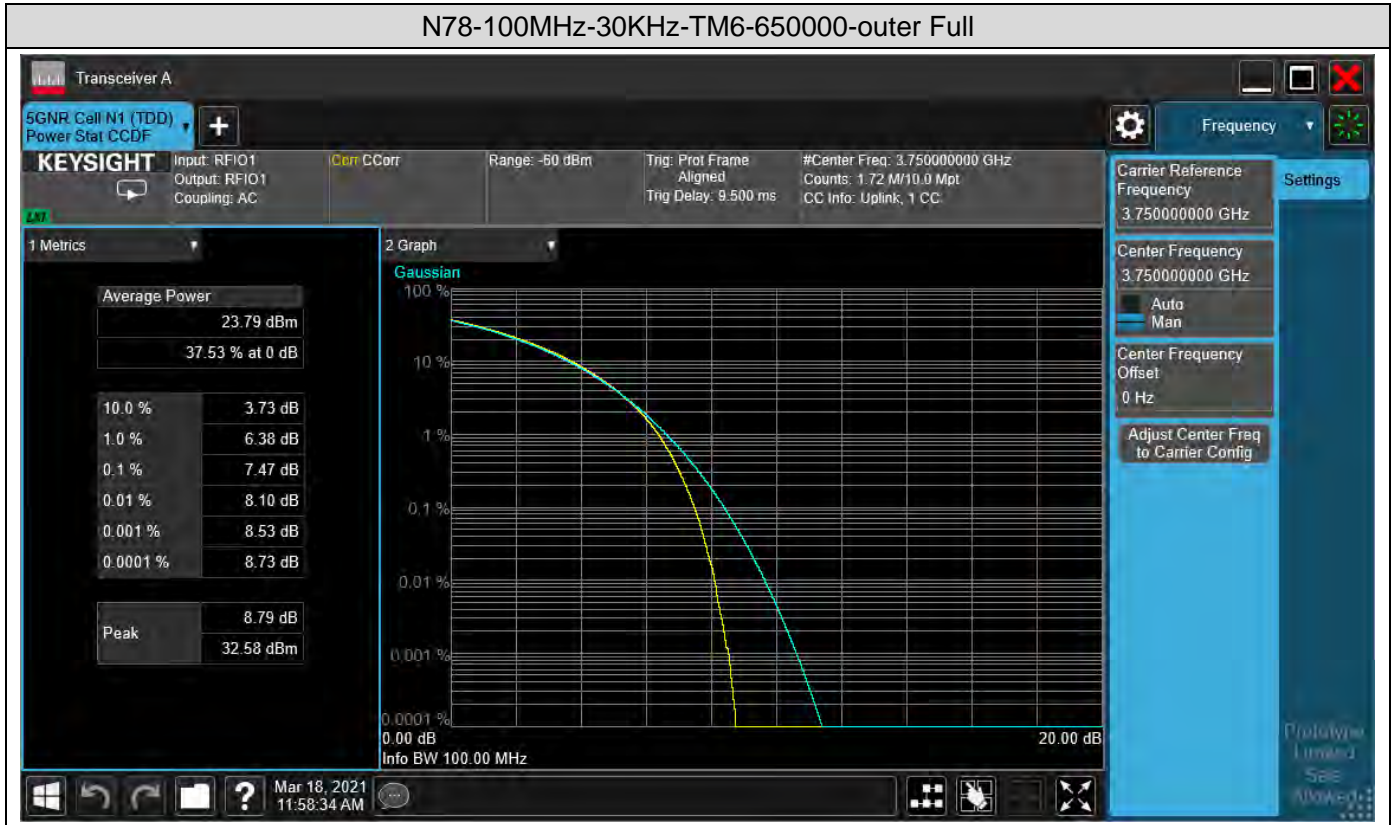 N78-100MHz-30KHz-TM6-650000-outer Full
Transceiver A
5GNR Cell N1 (TDD)
Power Stat CCDF
Frequency
KEYSIGHT
LXI
Input: RFIO1
Output: RFIO1
Coupling: AC
Corr CCorr
Range: -60 dBm
Trig: Prot Frame
Aligned
Trig Delay: 9.500 ms
#Center Freq: 3.750000000 GHz
Counts: 1.72 M/10.0 Mpt
CC Info: Uplink, 1 CC
Carrier Reference
Frequency
3.750000000 GHz
Settings
1 Metrics
2 Graph
Center Frequency
3.750000000 GHz
Auto
Man
Center Frequency
Offset
0 Hz
Adjust Center Freq
to Carrier Config
Average Power
23.79 dBm
37.53 % at 0 dB
10.0 % 3.73 dB
1.0 % 6.38 dB
0.1 % 7.47 dB
0.01 % 8.10 dB
0.001 % 8.53 dB
0.0001 % 8.73 dB
Peak 8.79 dB
32.58 dBm
Gaussian
100 %
10 %
1 %
0.1 %
0.01 %
0.001 %
0.0001 %
0.00 dB
20.00 dB
Info BW 100.00 MHz
Prototype
Limited
Sale
Allowed
?
Mar 18, 2021
11:58:34 AM